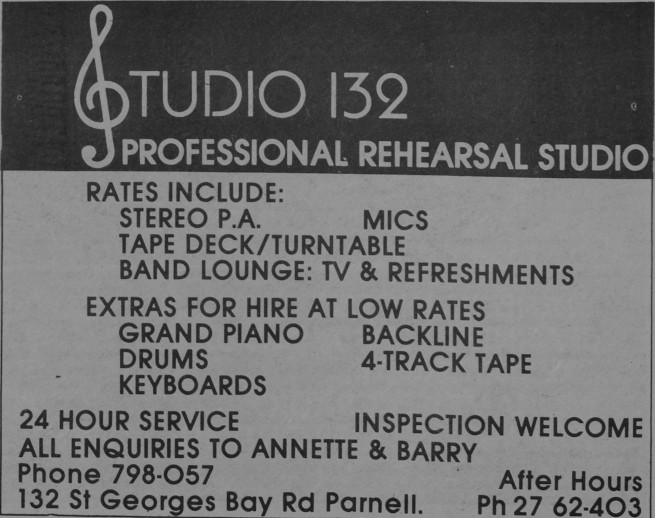 STUDIO 132
PROFESSIONAL REHEARSAL STUDIO
RATES INCLUDE:
STEREO P.A. MICS
TAPE DECK/TURNTABLE
BAND LOUNGE: TV & REFRESHMENTS
EXTRAS FOR HIRE AT LOW RATES
GRAND PIANO BACKLINE
DRUMS 4-TRACK TAPE
KEYBOARDS
24 HOUR SERVICE INSPECTION WELCOME
ALL ENQUIRIES TO ANNETTE & BARRY
Phone 798-057 After Hours
132 St Georges Bay Rd Parnell. Ph 27 62-403